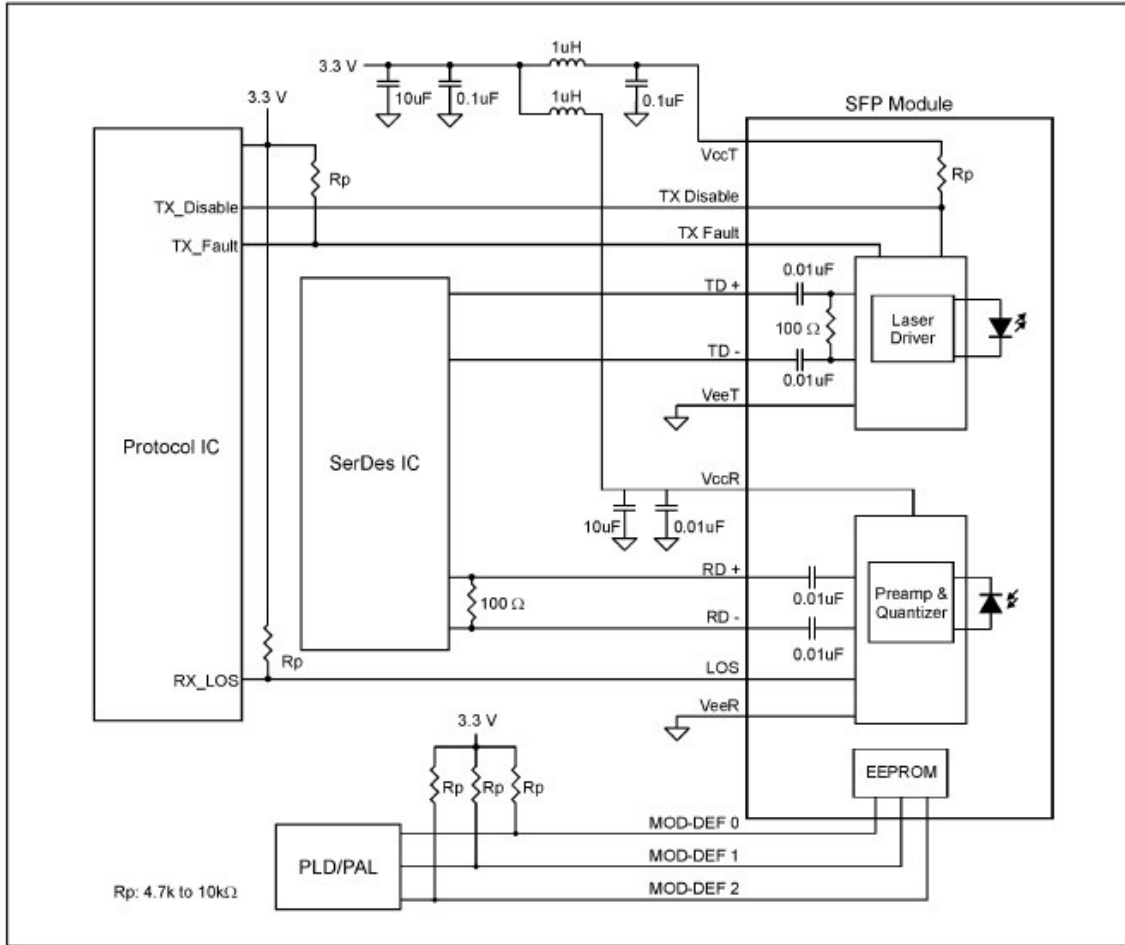 1uH
3.3 V
10uF
0.1uF
1uH
0.1uF
3.3 V
SFP Module
VccT
Rp
Rp
TX_Disable
TX Disable
TX_Fault
TX Fault
0.01uF
TD +
100 Ω
Laser
Driver
TD -
0.01uF
VeeT
Protocol IC
SerDes IC
VccR
10uF
0.01uF
RD +
100 Ω
0.01uF
Preamp &
Quantizer
RD -
0.01uF
Rp
RX_LOS
LOS
VeeR
3.3 V
EEPROM
Rp
Rp
Rp
MOD-DEF 0
PLD/PAL
MOD-DEF 1
MOD-DEF 2
Rp: 4.7k to 10kΩ